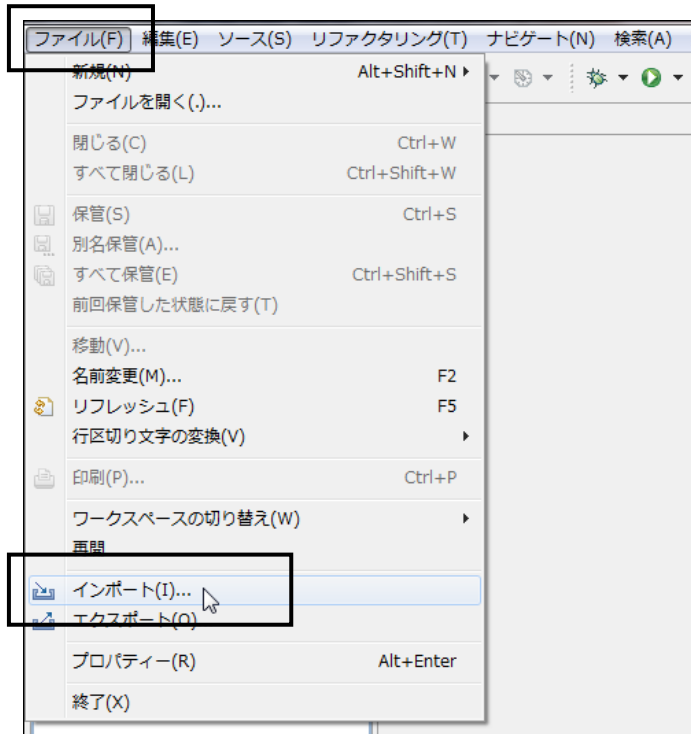 ファイル(F) 編集(E) ソース(S) リファクタリング(T) ナビゲート(N) 検索(A)
新規(N) Alt+Shift+N
ファイルを開く(.)...
閉じる(C) Ctrl+W
すべて閉じる(L) Ctrl+Shift+W
保管(S) Ctrl+S
別名保管(A)...
すべて保管(E) Ctrl+Shift+S
前回保管した状態に戻す(T)
移動(V)...
名前変更(M)... F2
リフレッシュ(F) F5
行区切り文字の変換(V)
印刷(P)... Ctrl+P
ワークスペースの切り替え(W)
再開
インポート(I)...
エクスポート(O)
プロパティー(R) Alt+Enter
終了(X)